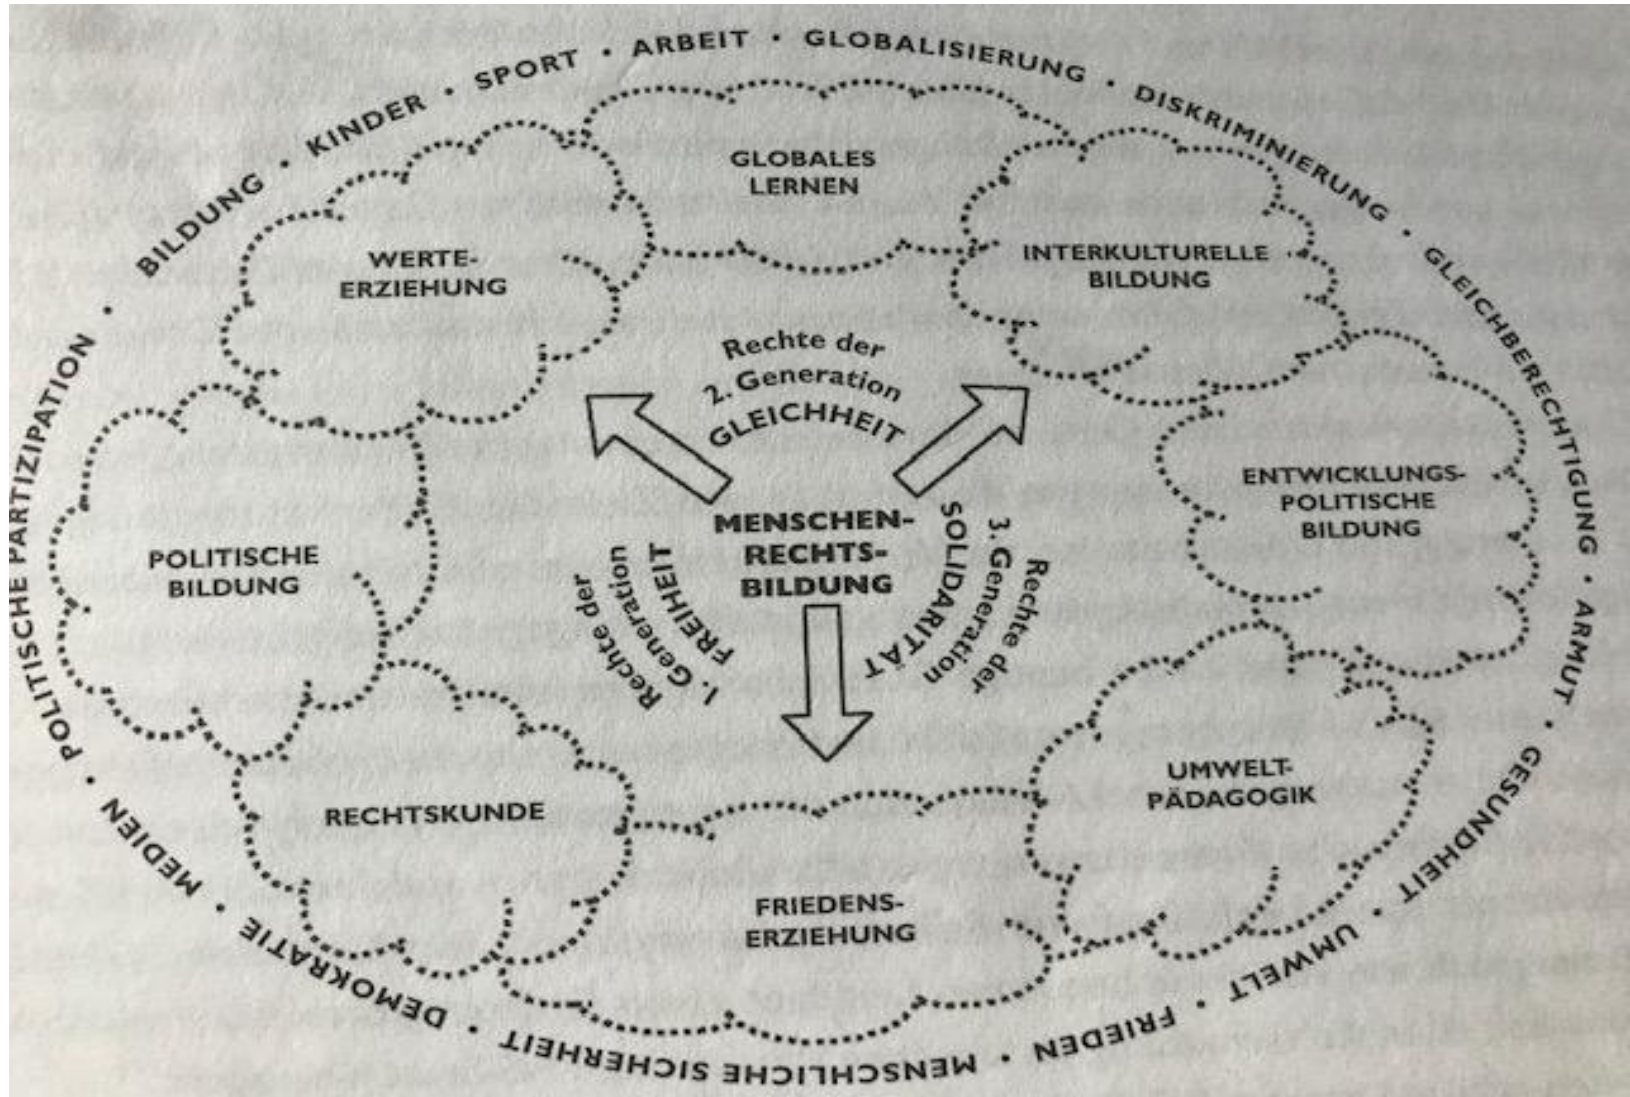 POLITISCHE PARTIZIPATION • BILDUNG • KINDER • SPORT • ARBEIT • GLOBALISIERUNG • DISKRIMINIERUNG • GLEICHBERECHTIGUNG • ARMUT • GESUNDHEIT • UMWELT • FRIEDEN • MENSCHLICHE SICHERHEIT • DEMOKRATIE • MEDIEN •
GLOBALES
LERNEN
WERTE-
ERZIEHUNG
INTERKULTURELLE
BILDUNG
Rechte der
2. Generation
GLEICHHEIT
ENTWICKLUNGS-
POLITISCHE
BILDUNG
POLITISCHE
BILDUNG
MENSCHEN-
RECHTS-
BILDUNG
Rechte der
1. Generation
FREIHEIT
SOLIDARITÄT
3. Generation
Rechte der
UMWELT-
PÄDAGOGIK
RECHTSKUNDE
FRIEDENS-
ERZIEHUNG